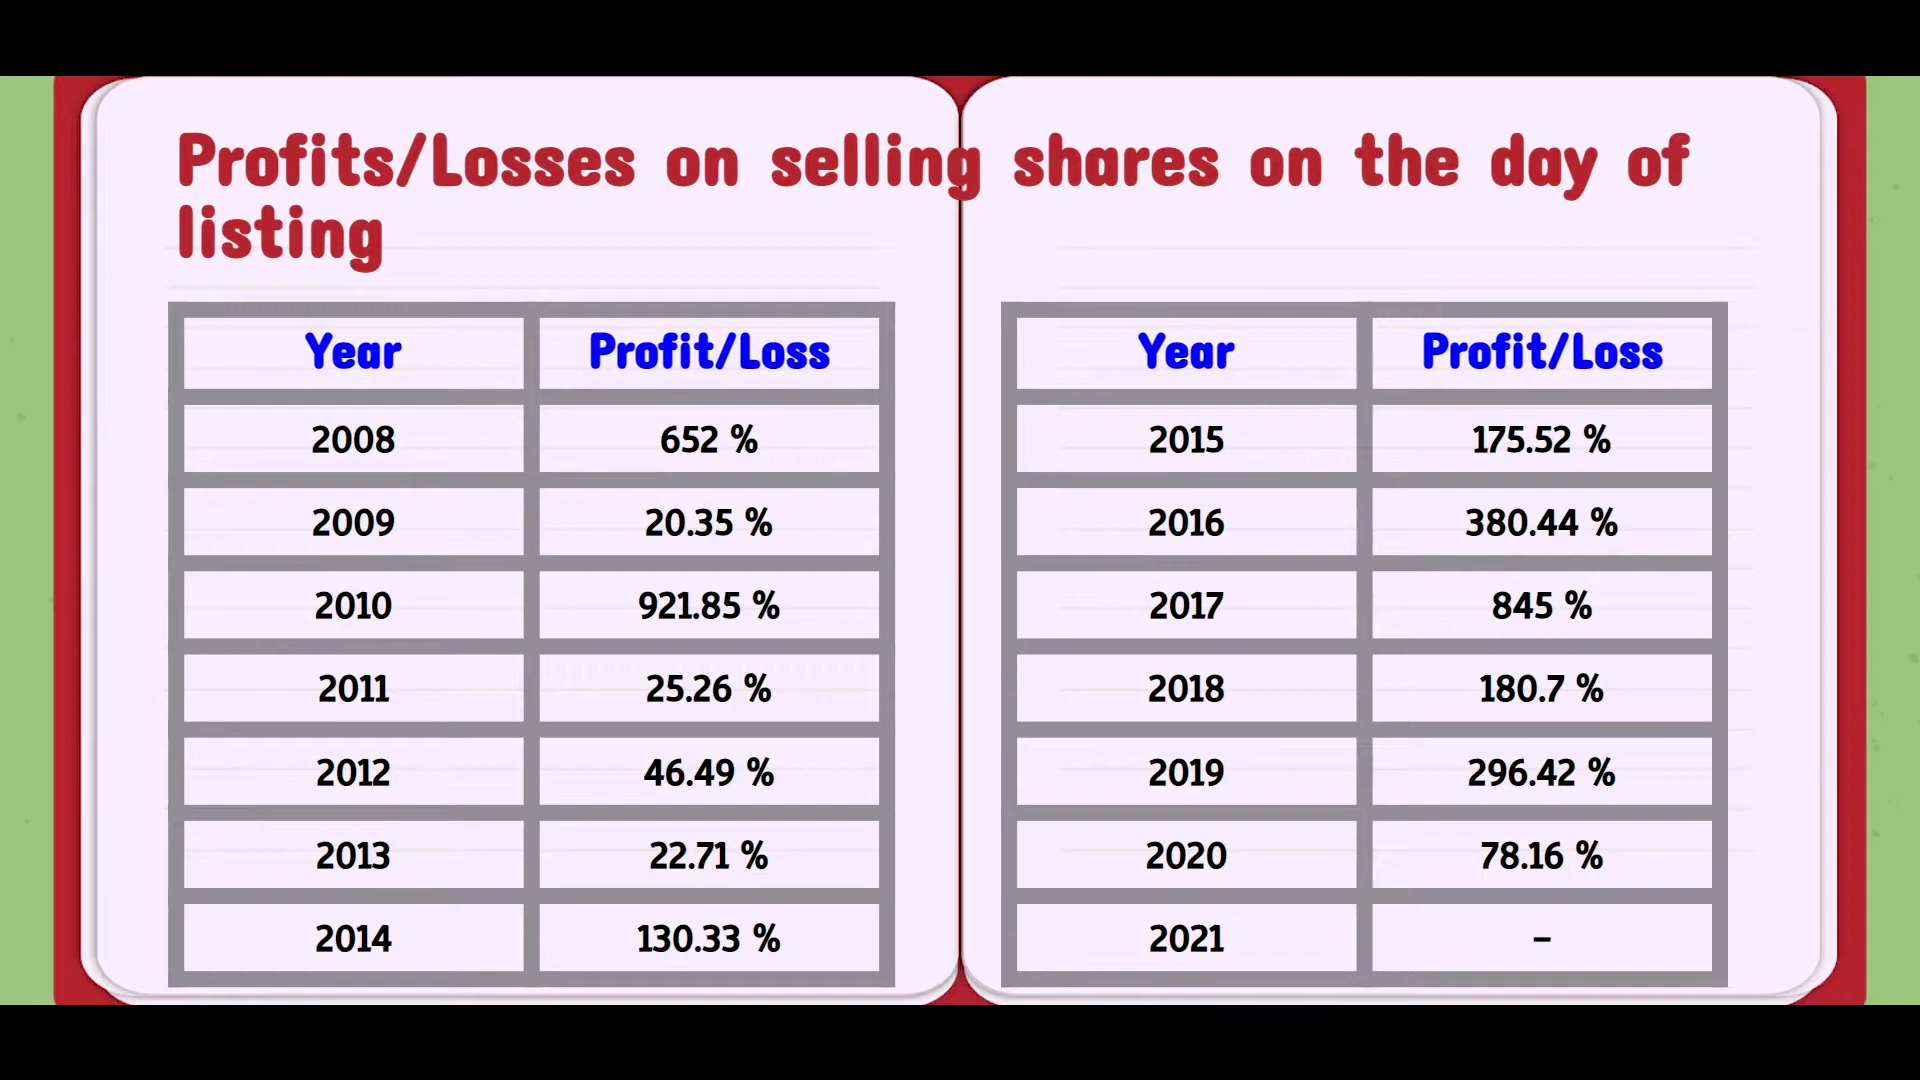 Profits/Losses on selling shares on the day of
listing
Year Profit/Loss
2008 652 %
2009 20.35 %
2010 921.85 %
2011 25.26 %
2012 46.49 %
2013 22.71 %
2014 130.33 %
Year Profit/Loss
2015 175.52 %
2016 380.44 %
2017 845 %
2018 180.7 %
2019 296.42 %
2020 78.16 %
2021 –